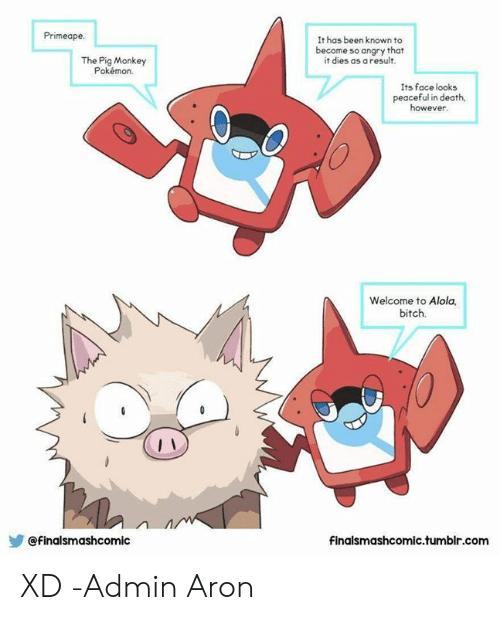 Primeape.
The Pig Monkey
Pokémon.
It has been known to
become so angry that
it dies as a result.
Its face looks
peaceful in death,
however.
Welcome to Alola,
bitch.
@finalsmashcomic
finalsmashcomic.tumblr.com
XD -Admin Aron